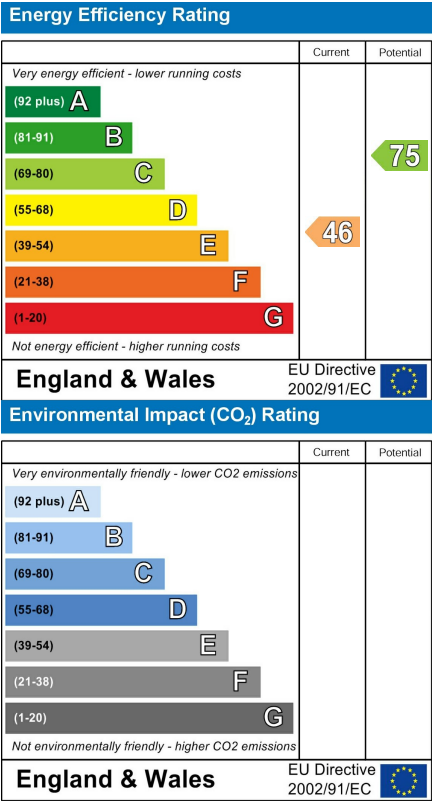 Energy Efficiency Rating
Current Potential
Very energy efficient - lower running costs
(92 plus) A
(81-91) B
(69-80) C
75
(55-68) D
(39-54) E
46
(21-38) F
(1-20) G
Not energy efficient - higher running costs
England & Wales
EU Directive
2002/91/EC
Environmental Impact (CO₂) Rating
Current Potential
Very environmentally friendly - lower CO2 emissions
(92 plus) A
(81-91) B
(69-80) C
(55-68) D
(39-54) E
(21-38) F
(1-20) G
Not environmentally friendly - higher CO2 emissions
England & Wales
EU Directive
2002/91/EC